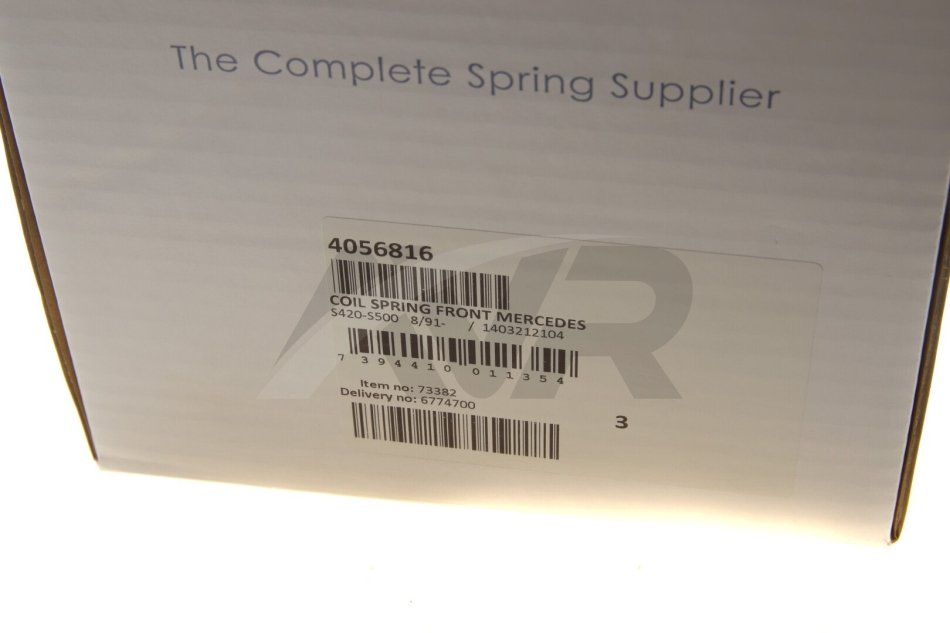 The Complete Spring Supplier
4056816
COIL SPRING FRONT MERCEDES
S420-S500 8/91- / 1403212104
7 394410 011354
Item no: 73382
Delivery no: 6774700
3